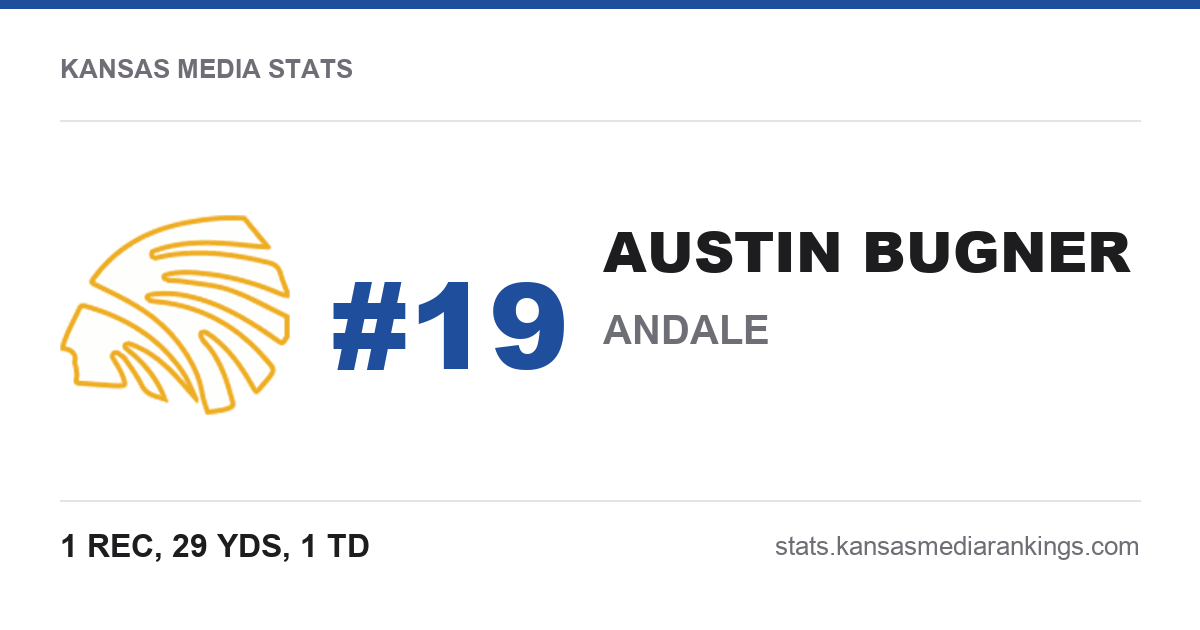 KANSAS MEDIA STATS
#19
AUSTIN BUGNER
ANDALE
1 REC, 29 YDS, 1 TD
stats.kansasmediarankings.com